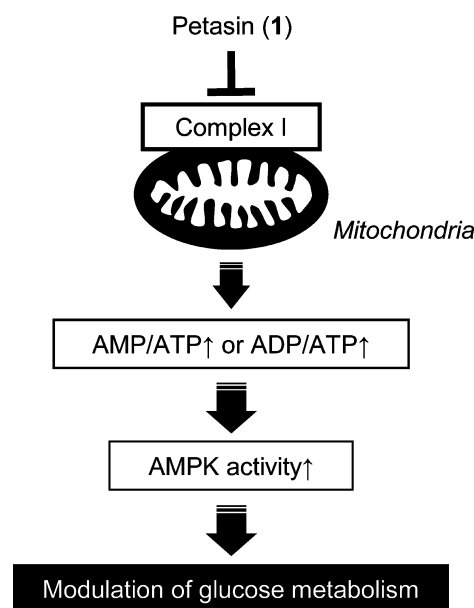 Petasin (1)
Complex I
Mitochondria
AMP/ATP↑ or ADP/ATP↑
AMPK activity↑
Modulation of glucose metabolism